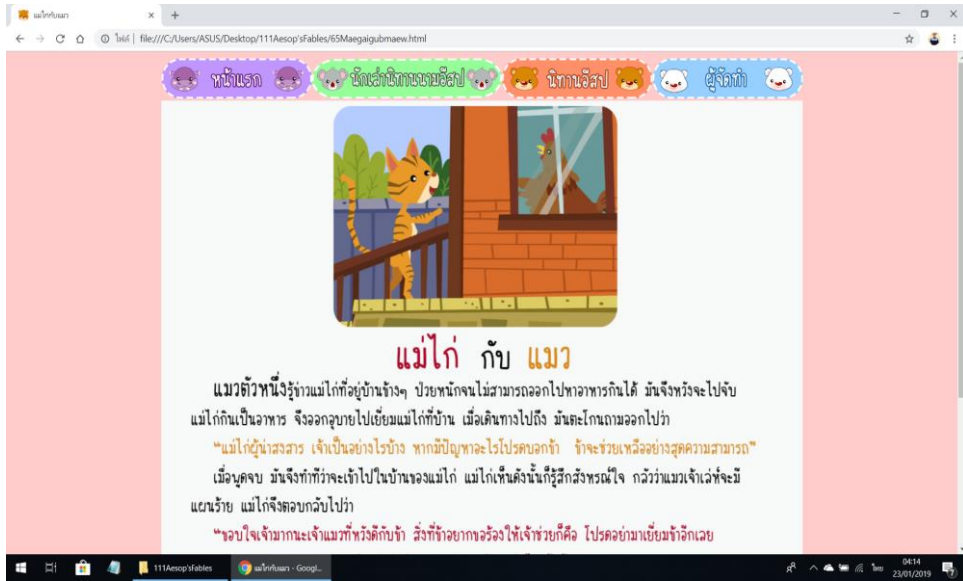 แม่ไก่กับแมว
ไฟล์ | file:///C:/Users/ASUS/Desktop/111Aesop'sFables/65Maegaigubmaew.html
หน้าแรก
นักเล่านิทานนามอีสป
นิทานอีสป
ผู้จัดทำ
แม่ไก่ กับ แมว
แมวตัวหนึ่งรู้ข่าวแม่ไก่ที่อยู่บ้านข้างๆ ป่วยหนักจนไม่สามารถออกไปหาอาหารกินได้ มันจึงหวังจะไปจับ
แม่ไก่กินเป็นอาหาร จึงออกอุบายไปเยี่ยมแม่ไก่ที่บ้าน เมื่อเดินทางไปถึง มันตะโกนถามออกไปว่า
“แม่ไก่ผู้น่าสงสาร เจ้าเป็นอย่างไรบ้าง หากมีปัญหาอะไรโปรดบอกข้า ข้าจะช่วยเหลืออย่างสุดความสามารถ”
เมื่อพูดจบ มันจึงทำทีว่าจะเข้าไปในบ้านของแม่ไก่ แม่ไก่เห็นดังนั้นก็รู้สึกสังหรณ์ใจ กลัวว่าแมวเจ้าเล่ห์จะมี
แผนร้าย แม่ไก่จึงตอบกลับไปว่า
“ขอบใจเจ้ามากนะเจ้าแมวที่หวังดีกับข้า สิ่งที่ข้าอยากขอร้องให้เจ้าช่วยก็คือ โปรดอย่ามาเยี่ยมข้าอีกเลย
111Aesop'sFables
แม่ไก่กับแมว - Googl...
ไทย
04:14
23/01/2019
7